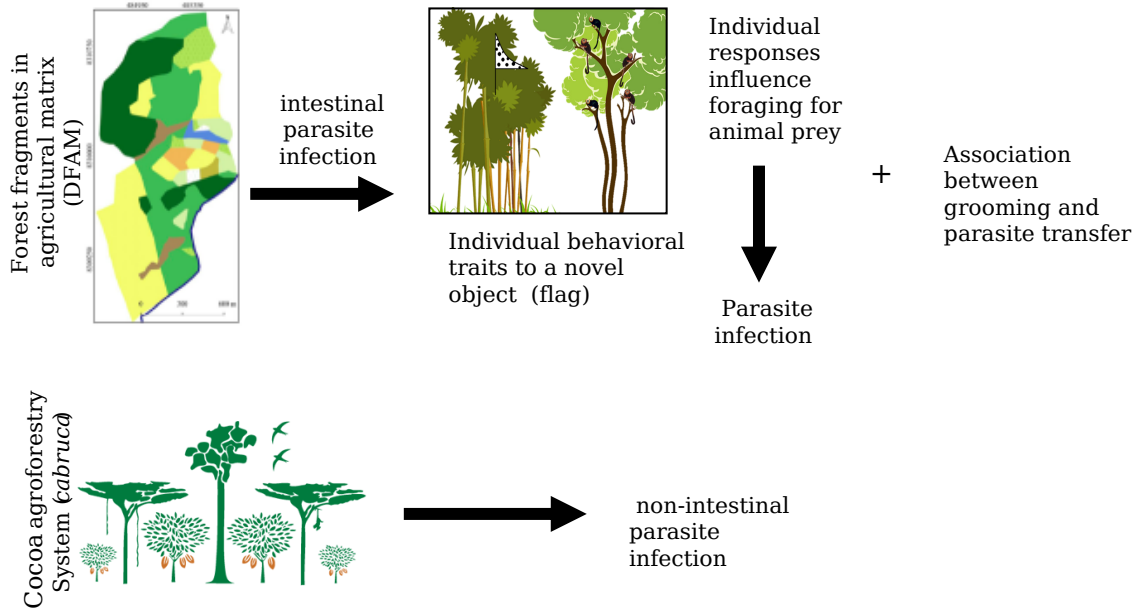 Forest fragments in
agricultural matrix
(DFAM)
intestinal
parasite
infection
Individual behavioral
traits to a novel
object (flag)
Individual
responses
influence
foraging for
animal prey
Parasite
infection
+
Association
between
grooming and
parasite transfer
Cocoa agroforestry
System (cabruca)
non-intestinal
parasite
infection